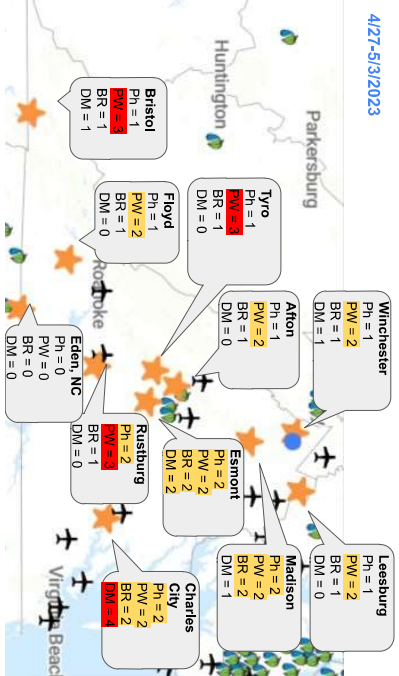 4/27-5/3/2023
Winchester
Ph = 1
PW = 2
BR = 1
DM = 1
Leesburg
Ph = 1
PW = 2
BR = 1
DM = 0
Parkersburg
Huntington
Tyro
Ph = 1
PW = 3
BR = 1
DM = 0
Afton
Ph = 1
PW = 2
BR = 1
DM = 0
Madison
Ph = 2
PW = 2
BR = 2
DM = 1
Esmont
Ph = 2
PW = 2
BR = 2
DM = 2
Bristol
Ph = 1
PW = 3
BR = 1
DM = 1
Floyd
Ph = 1
PW = 2
BR = 1
DM = 0
Roanoke
Charles
City
Ph = 2
PW = 2
BR = 2
DM = 4
Rustburg
Ph = 2
PW = 3
BR = 1
DM = 0
Eden, NC
Ph = 0
PW = 0
BR = 0
DM = 0
Virginia Beach